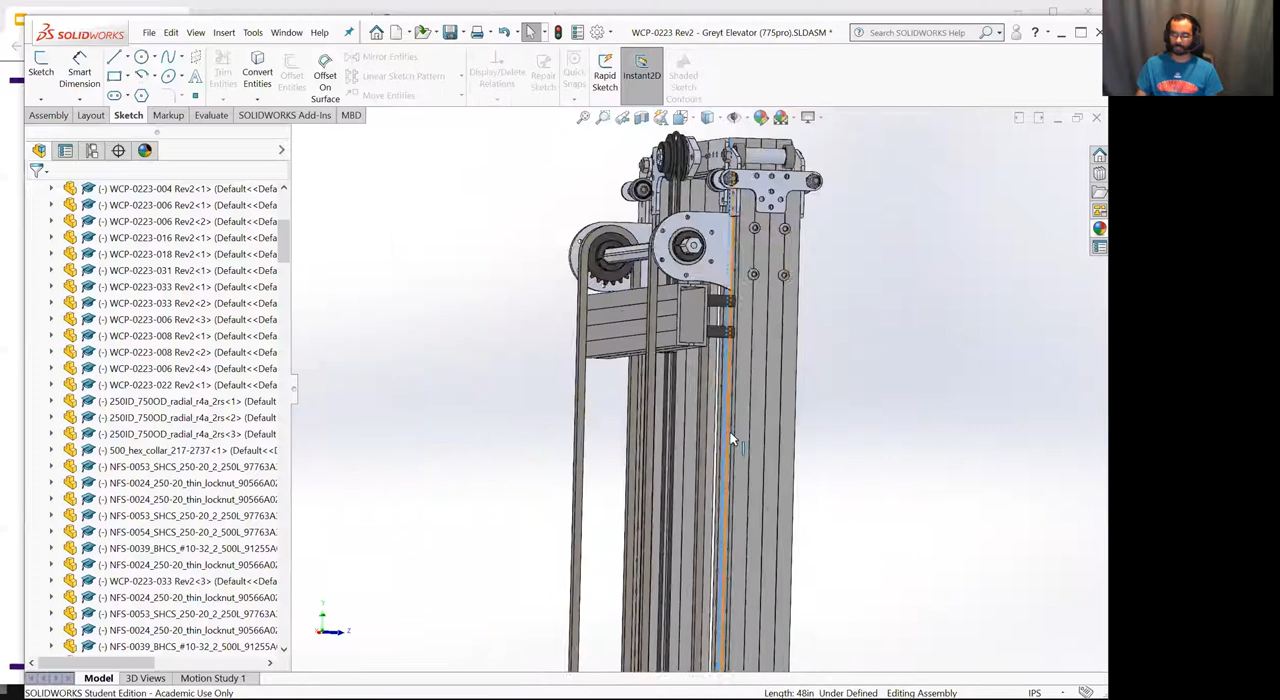 SOLIDWORKS
File Edit View Insert Tools Window Help
WCP-0223 Rev2 - Greyt Elevator (775pro).SLDASM *
Search SOLIDWORKS Help
?
Sketch
Smart Dimension
Trim Entities
Convert Entities
Offset Entities
Offset On Surface
Mirror Entities
Linear Sketch Pattern
Move Entities
Display/Delete Relations
Repair Sketch
Quick Snaps
Rapid Sketch
Instant2D
Shaded Sketch Contours
Assembly Layout Sketch Markup Evaluate SOLIDWORKS Add-Ins MBD
(-) WCP-0223-004 Rev2<1> (Default<<Defa
(-) WCP-0223-006 Rev2<1> (Default<<Defa
(-) WCP-0223-006 Rev2<2> (Default<<Defa
(-) WCP-0223-016 Rev2<1> (Default<<Defa
(-) WCP-0223-018 Rev2<1> (Default<<Defa
(-) WCP-0223-031 Rev2<1> (Default<<Defa
(-) WCP-0223-033 Rev2<1> (Default<<Defa
(-) WCP-0223-033 Rev2<2> (Default<<Defa
(-) WCP-0223-006 Rev2<3> (Default<<Defa
(-) WCP-0223-008 Rev2<1> (Default<<Defa
(-) WCP-0223-008 Rev2<2> (Default<<Defa
(-) WCP-0223-006 Rev2<4> (Default<<Defa
(-) WCP-0223-022 Rev2<1> (Default<<Defa
(-) 250ID_750OD_radial_r4a_2rs<1> (Default
(-) 250ID_750OD_radial_r4a_2rs<2> (Default
(-) 250ID_750OD_radial_r4a_2rs<3> (Default
(-) 500_hex_collar_217-2737<1> (Default<<D
(-) NFS-0053_SHCS_250-20_2_250L_97763A
(-) NFS-0024_250-20_thin_locknut_90566A02
(-) NFS-0024_250-20_thin_locknut_90566A02
(-) NFS-0053_SHCS_250-20_2_250L_97763A
(-) NFS-0054_SHCS_250-20_2_500L_97763A
(-) NFS-0039_BHCS_#10-32_2_500L_91255A
(-) NFS-0024_250-20_thin_locknut_90566A02
(-) WCP-0223-033 Rev2<3> (Default<<Defa
(-) NFS-0024_250-20_thin_locknut_90566A02
(-) NFS-0053_SHCS_250-20_2_250L_97763A
(-) NFS-0024_250-20_thin_locknut_90566A02
(-) NFS-0039_BHCS_#10-32_2_500L_91255A
Y
Z
Model 3D Views Motion Study 1
SOLIDWORKS Student Edition - Academic Use Only
Length: 48in Under Defined Editing Assembly IPS